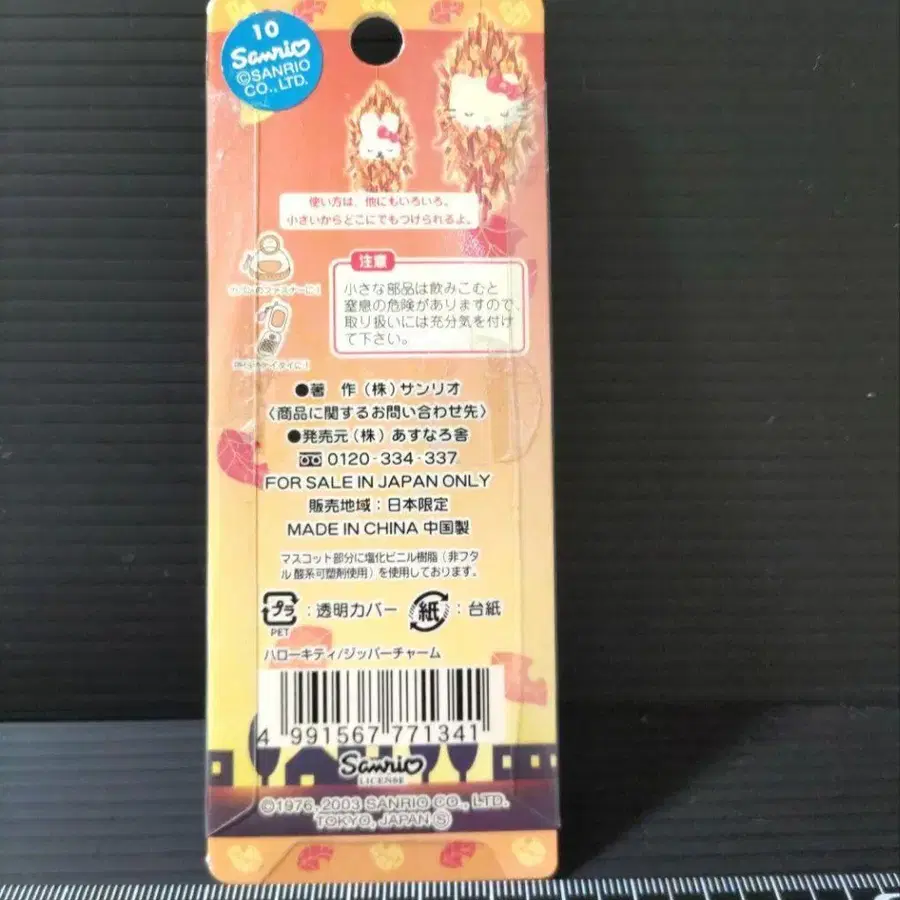 10
Sanrio
©SANRIO
CO., LTD.
使い方は、他にもいろいろ。
小さいからどこにでもつけられるよ。
注意
小さな部品は飲みこむと
窒息の危険がありますので、
取り扱いには充分気を付け
て下さい。
●著 作 (株) サンリオ
〈商品に関するお問い合わせ先〉
●発売元 (株) あすなろ舎
0120-334-337
FOR SALE IN JAPAN ONLY
販売地域：日本限定
MADE IN CHINA 中国製
マスコット部分に塩化ビニル樹脂（非フタ
ル酸系可塑剤使用）を使用しております。
プラ：透明カバー 紙：台紙
PET
ハローキティ/ジッパーチャーム
4 991567 771341
Sanrio
LICENSE
©1976, 2003 SANRIO CO., LTD.
TOKYO, JAPAN Ⓢ